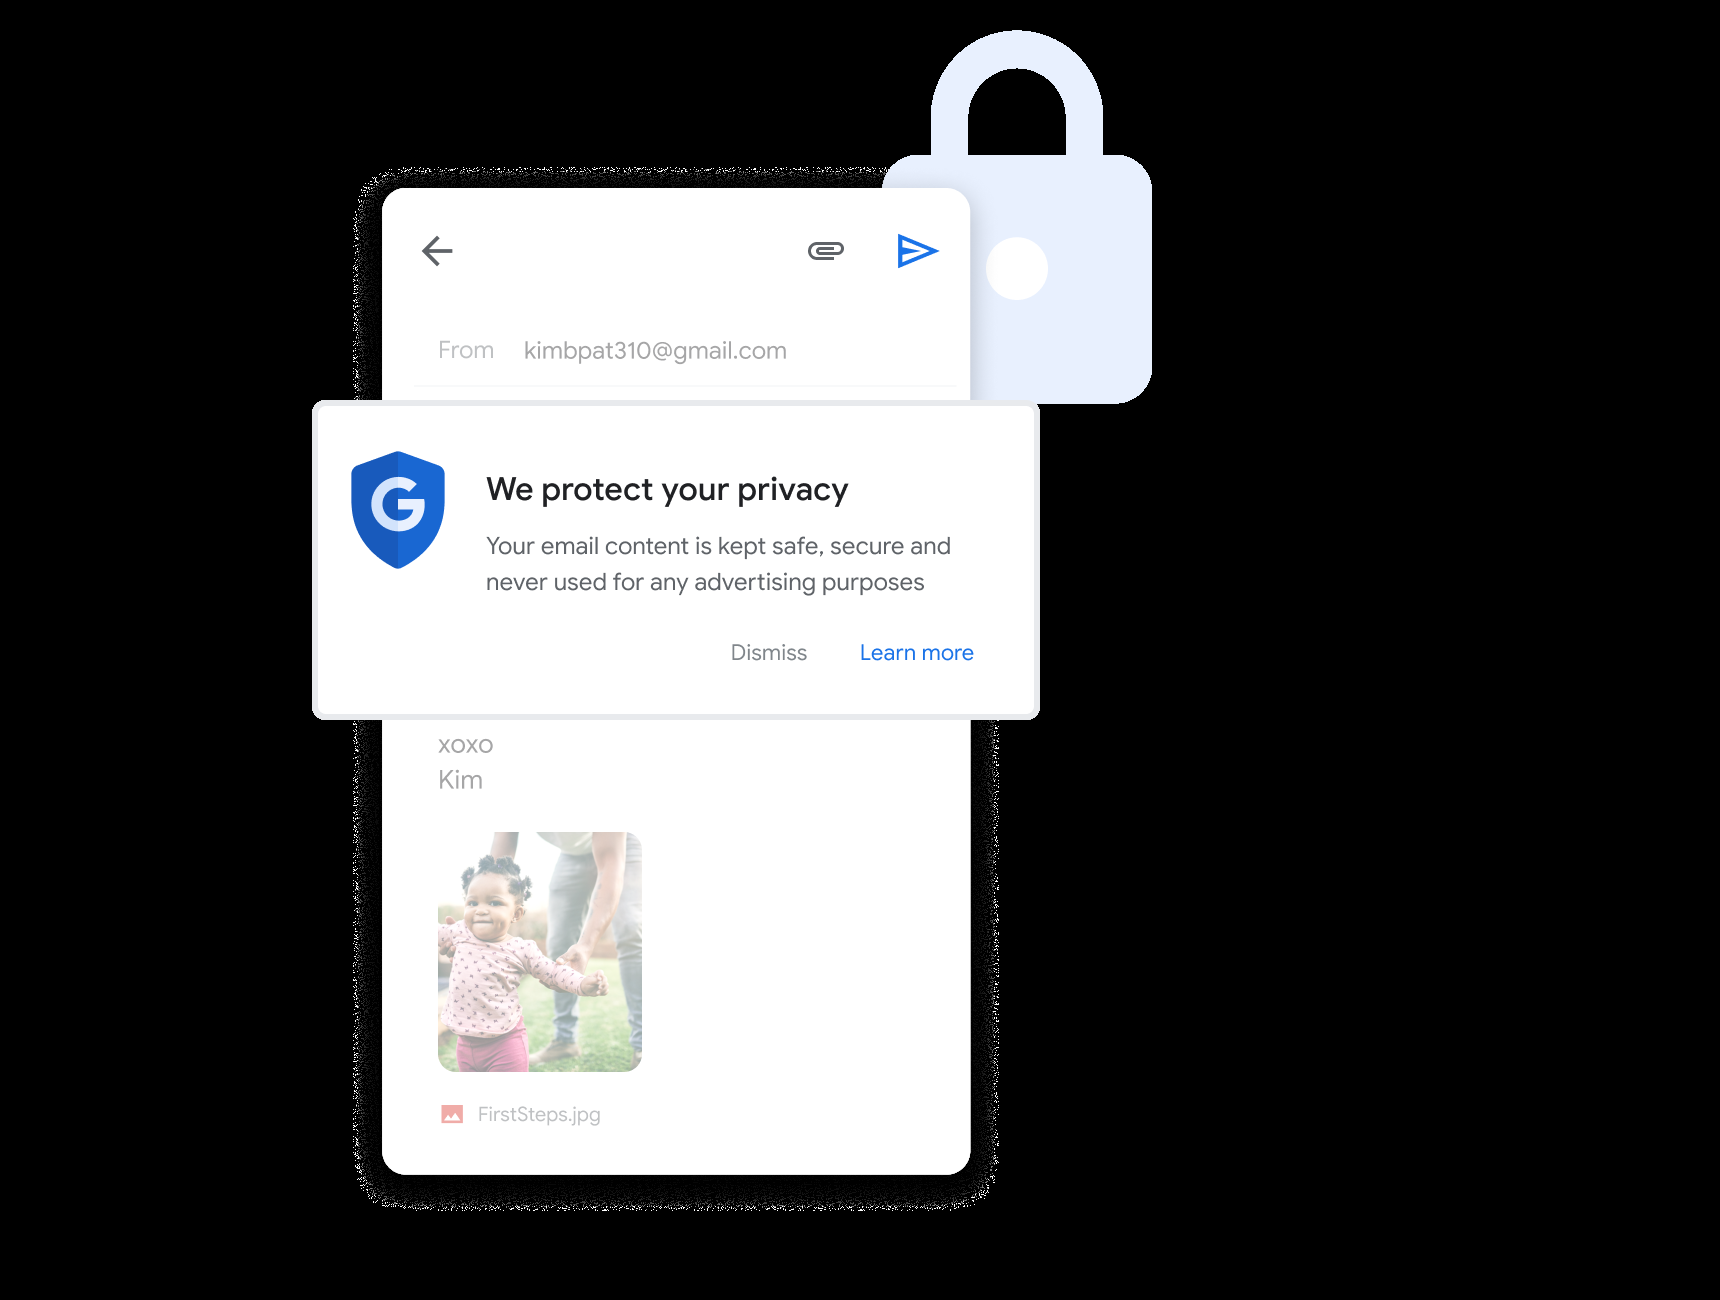 From kimbpat310@gmail.com
We protect your privacy
Your email content is kept safe, secure and
never used for any advertising purposes
Dismiss Learn more
xoxo
Kim
FirstSteps.jpg